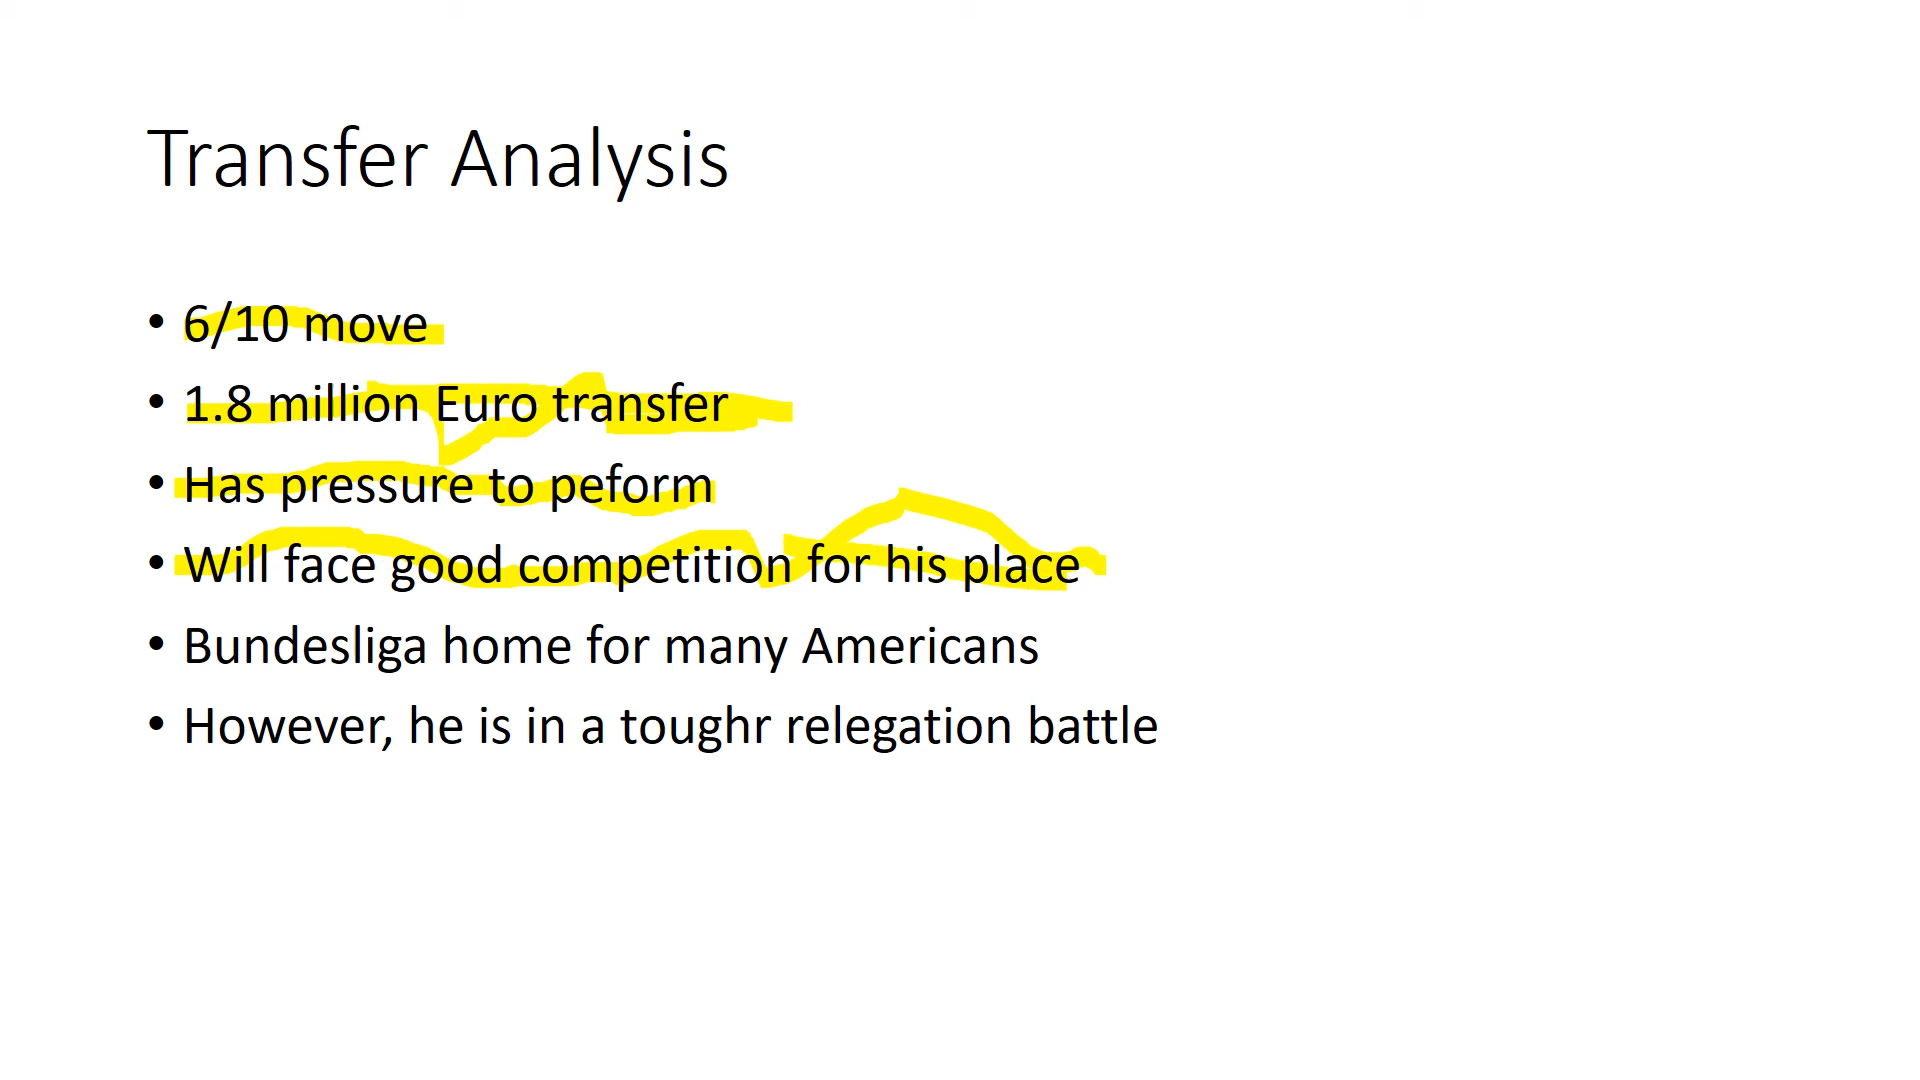 Transfer Analysis
• 6/10 move
• 1.8 million Euro transfer
• Has pressure to peform
• Will face good competition for his place
• Bundesliga home for many Americans
• However, he is in a toughr relegation battle